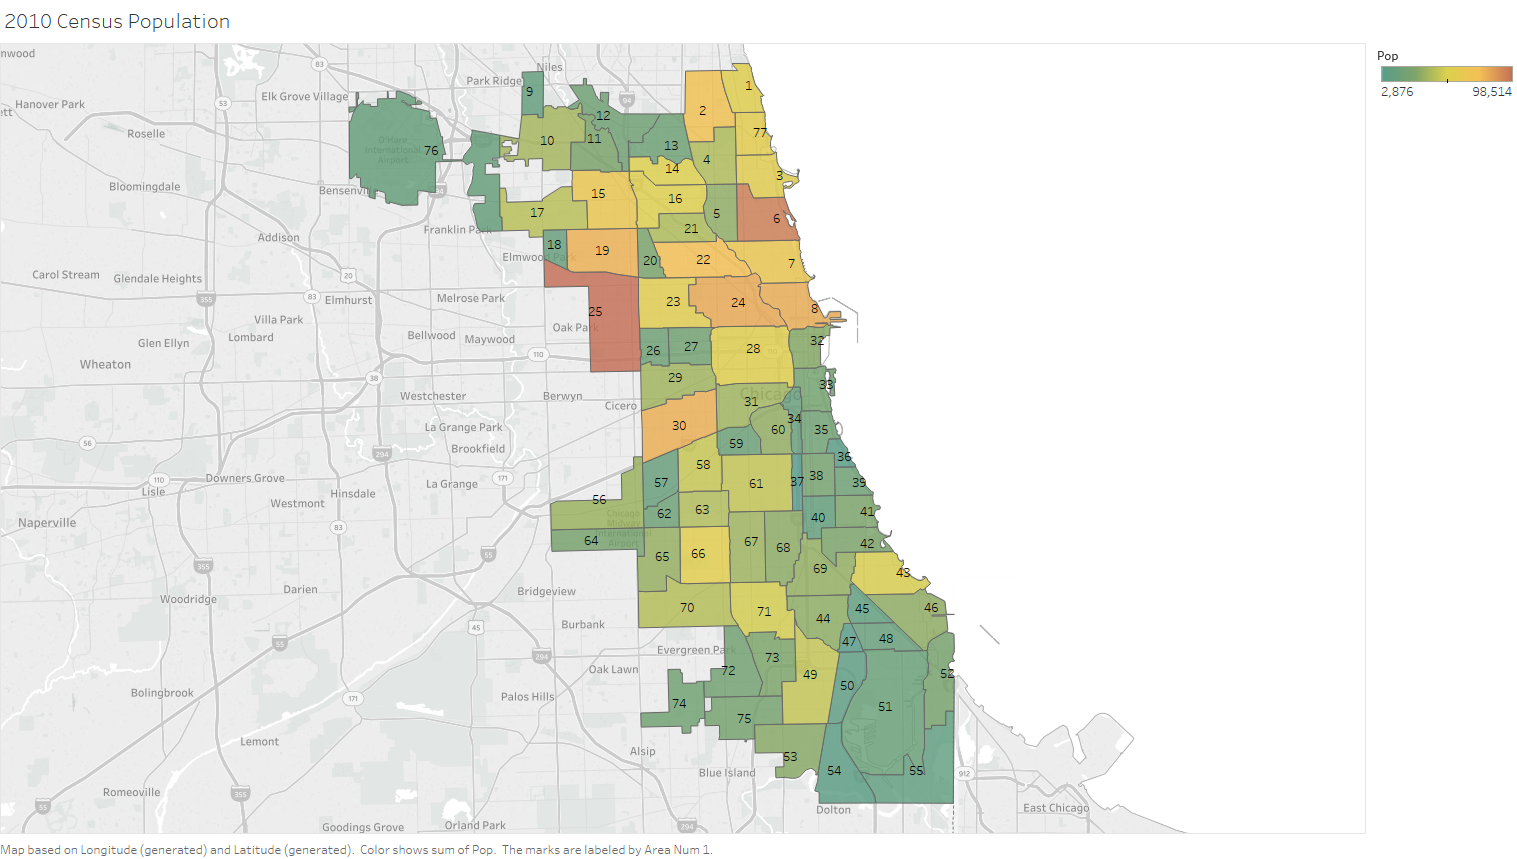 2010 Census Population
Pop
2,876 98,514
nwood
Niles
83
Park Ridge
1
9
Elk Grove Village
94
2
53
Hanover Park
ett
12
Roselle
77
11
10
O'Hare
International
Airport
76
13
4
14
3
Bloomingdale
Bensenville
294
15
16
17
5
6
Franklin Park
21
Addison
18
19
Elmwood Park
20
22
7
Carol Stream
20
Glendale Heights
83
355
Elmhurst
Melrose Park
23
24
8
25
Villa Park
Oak Park
Lombard
Bellwood
Maywood
Glen Ellyn
32
26
27
28
110
Wheaton
38
29
33
Westchester
Berwyn
Chicago
31
Cicero
34
30
La Grange Park
60
35
56
59
Brookfield
294
36
58
110
Downers Grove
171
Lisle
La Grange
57
61
37
38
39
Hinsdale
Westmont
56
62
63
40
41
Chicago
Midway
International
Airport
Naperville
83
64
67
68
42
55
65
66
355
69
43
Darien
Bridgeview
Woodridge
70
71
45
46
44
Burbank
45
55
47
48
Evergreen Park
294
73
Oak Lawn
72
49
52
50
Bolingbrook
171
Palos Hills
74
51
75
Lemont
Alsip
53
54
55
Blue Island
912
Romeoville
355
55
Dolton
East Chicago
Goodings Grove
Orland Park
294
Map based on Longitude (generated) and Latitude (generated). Color shows sum of Pop. The marks are labeled by Area Num 1.